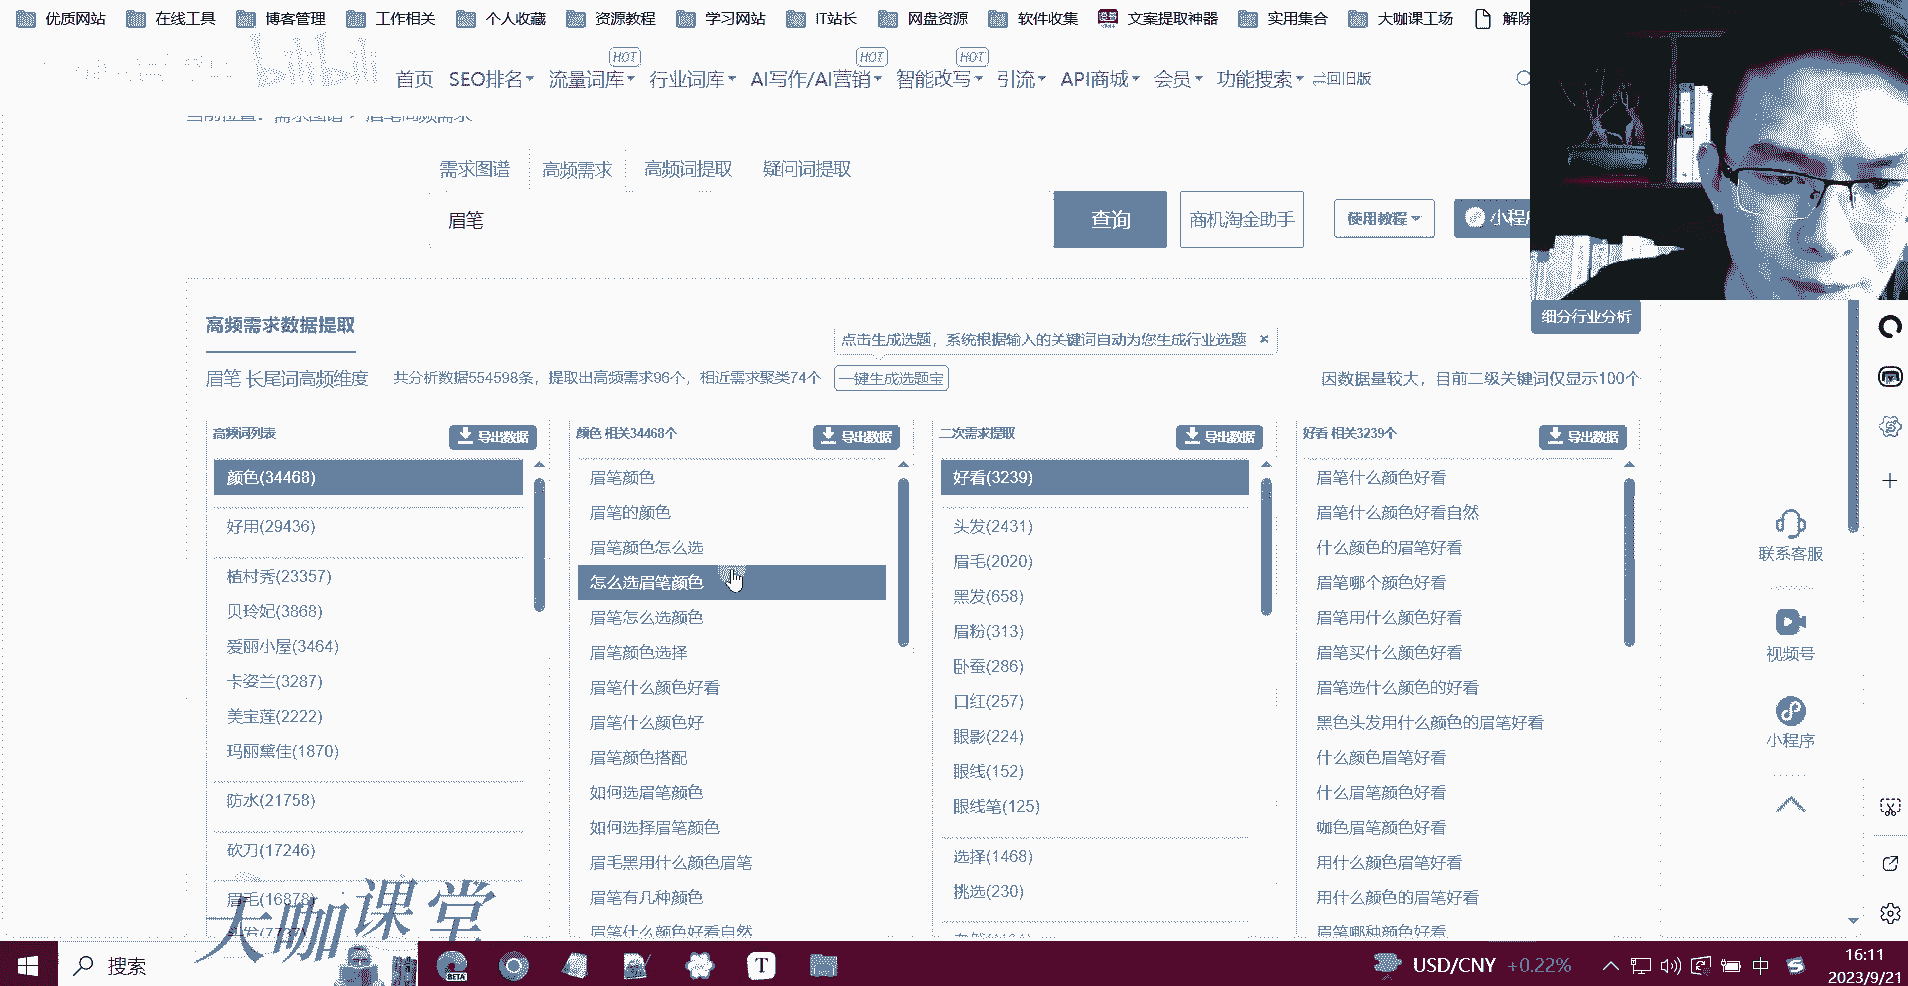 优质网站 在线工具 博客管理 工作相关 个人收藏 资源教程 学习网站 IT站长 网盘资源 软件收集 文案提取神器 实用集合 大咖课工场 解除
bilibili
HOT HOT HOT
首页 SEO排名 流量词库 行业词库 AI写作/AI营销 智能改写 引流 API商城 会员 功能搜索 回旧版
当前位置：需求图谱 > 眉笔高频需求
需求图谱 高频需求 高频词提取 疑问词提取
眉笔 查询 商机淘金助手 使用教程 小程序
细分行业分析
高频需求数据提取
点击生成选题，系统根据输入的关键词自动为您生成行业选题 ×
眉笔 长尾词高频维度 共分析数据554598条，提取出高频需求96个，相近需求聚类74个 一键生成选题宝 因数据量较大，目前二级关键词仅显示100个
高频词列表 导出数据
颜色(34468)
好用(29436)
植村秀(23357)
贝玲妃(3868)
爱丽小屋(3464)
卡姿兰(3287)
美宝莲(2222)
玛丽黛佳(1870)
防水(21758)
砍刀(17246)
眉毛(16878)
颜色 相关34468个 导出数据
眉笔颜色
眉笔的颜色
眉笔颜色怎么选
怎么选眉笔颜色
眉笔怎么选颜色
眉笔颜色选择
眉笔什么颜色好看
眉笔什么颜色好
眉笔颜色搭配
如何选眉笔颜色
如何选择眉笔颜色
眉毛黑用什么颜色眉笔
眉笔有几种颜色
眉笔什么颜色好看自然
二次需求提取 导出数据
好看(3239)
头发(2431)
眉毛(2020)
黑发(658)
眉粉(313)
卧蚕(286)
口红(257)
眼影(224)
眼线(152)
眼线笔(125)
选择(1468)
挑选(230)
好看 相关3239个 导出数据
眉笔什么颜色好看
眉笔什么颜色好看自然
什么颜色的眉笔好看
眉笔哪个颜色好看
眉笔用什么颜色好看
眉笔买什么颜色好看
眉笔选什么颜色的好看
黑色头发用什么颜色的眉笔好看
什么颜色眉笔好看
什么眉笔颜色好看
咖色眉笔颜色好看
用什么颜色眉笔好看
用什么颜色的眉笔好看
眉笔哪种颜色好看
联系客服
视频号
小程序
大咖课堂
搜索 BETA T USD/CNY +0.22% 中 16:11
2023/9/21